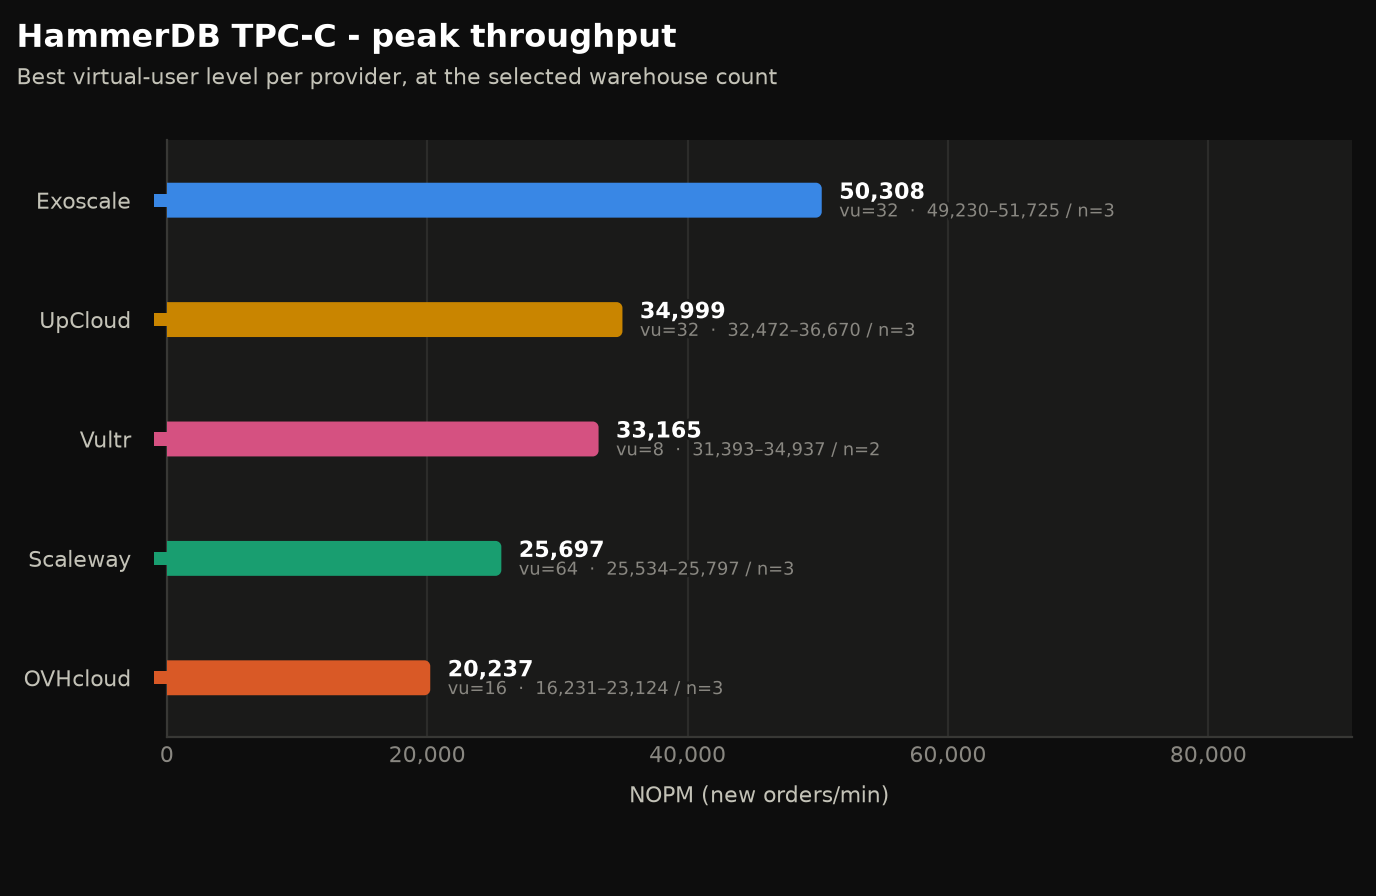 HammerDB TPC-C - peak throughput
Best virtual-user level per provider, at the selected warehouse count
Exoscale
50,308
vu=32 · 49,230–51,725 / n=3
UpCloud
34,999
vu=32 · 32,472–36,670 / n=3
Vultr
33,165
vu=8 · 31,393–34,937 / n=2
Scaleway
25,697
vu=64 · 25,534–25,797 / n=3
OVHcloud
20,237
vu=16 · 16,231–23,124 / n=3
0 20,000 40,000 60,000 80,000
NOPM (new orders/min)